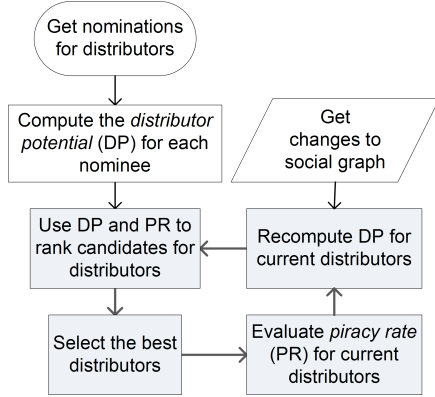 Get nominations
for distributors
Compute the distributor
potential (DP) for each
nominee
Get
changes to
social graph
Use DP and PR to
rank candidates for
distributors
Recompute DP for
current distributors
Select the best
distributors
Evaluate piracy rate
(PR) for current
distributors